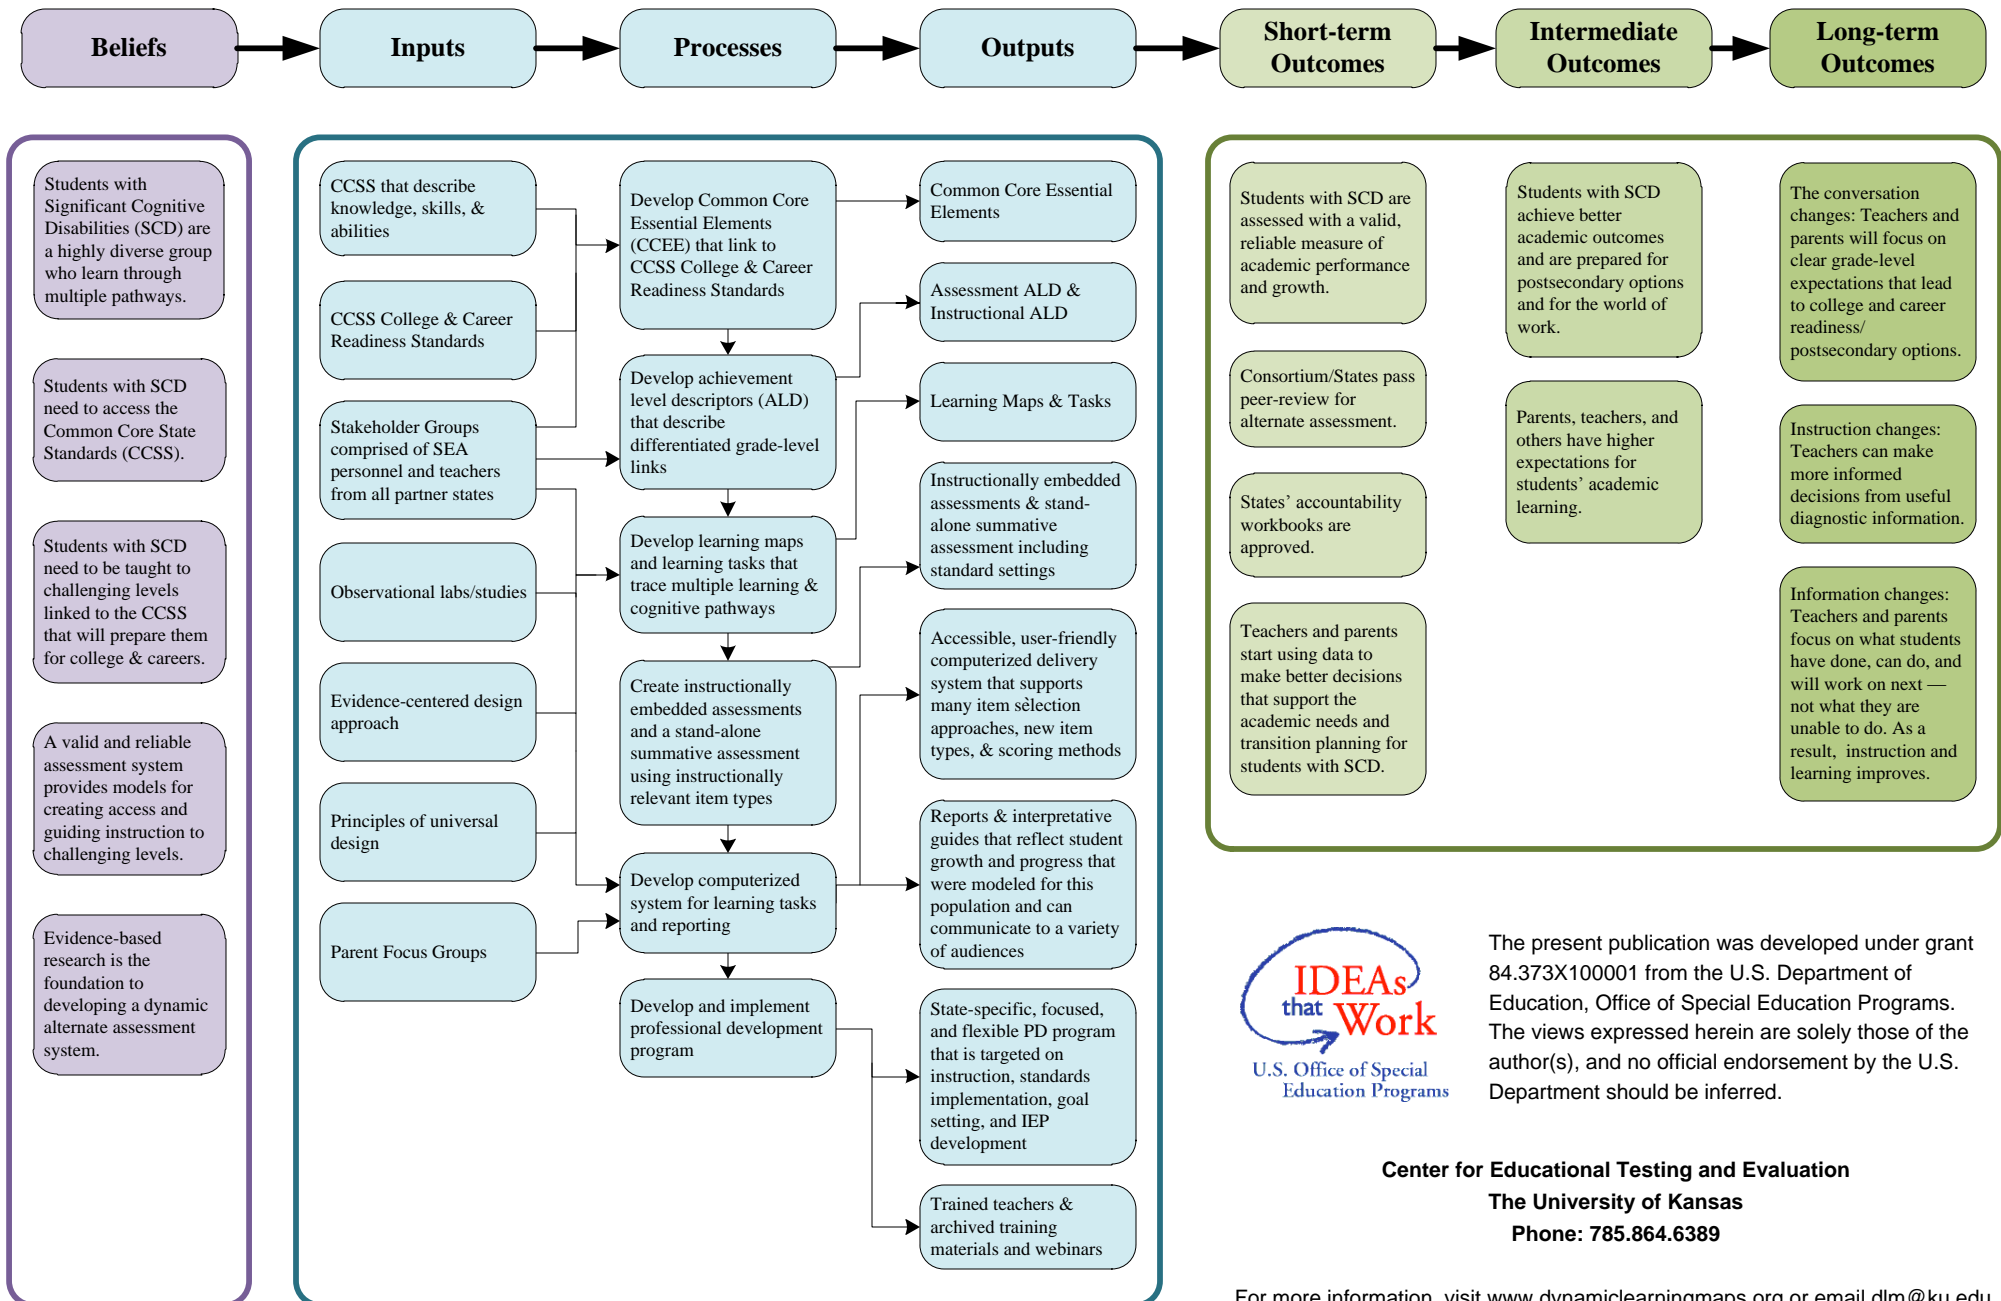 Beliefs
Inputs
Processes
Outputs
Short-term
Outcomes
Intermediate
Outcomes
Long-term
Outcomes
Students with
Significant Cognitive
Disabilities (SCD) are
a highly diverse group
who learn through
multiple pathways.
Students with SCD
need to access the
Common Core State
Standards (CCSS).
Students with SCD
need to be taught to
challenging levels
linked to the CCSS
that will prepare them
for college & careers.
A valid and reliable
assessment system
provides models for
creating access and
guiding instruction to
challenging levels.
Evidence-based
research is the
foundation to
developing a dynamic
alternate assessment
system.
CCSS that describe
knowledge, skills, &
abilities
CCSS College & Career
Readiness Standards
Stakeholder Groups
comprised of SEA
personnel and teachers
from all partner states
Observational labs/studies
Evidence-centered design
approach
Principles of universal
design
Parent Focus Groups
Develop Common Core
Essential Elements
(CCEE) that link to
CCSS College & Career
Readiness Standards
Develop achievement
level descriptors (ALD)
that describe
differentiated grade-level
links
Develop learning maps
and learning tasks that
trace multiple learning &
cognitive pathways
Create instructionally
embedded assessments
and a stand-alone
summative assessment
using instructionally
relevant item types
Develop computerized
system for learning tasks
and reporting
Develop and implement
professional development
program
Common Core Essential
Elements
Assessment ALD &
Instructional ALD
Learning Maps & Tasks
Instructionally embedded
assessments & stand-
alone summative
assessment including
standard settings
Accessible, user-friendly
computerized delivery
system that supports
many item sèlection
approaches, new item
types, & scoring methods
Reports & interpretative
guides that reflect student
growth and progress that
were modeled for this
population and can
communicate to a variety
of audiences
State-specific, focused,
and flexible PD program
that is targeted on
instruction, standards
implementation, goal
setting, and IEP
development
Trained teachers &
archived training
materials and webinars
Students with SCD are
assessed with a valid,
reliable measure of
academic performance
and growth.
Consortium/States pass
peer-review for
alternate assessment.
States’ accountability
workbooks are
approved.
Teachers and parents
start using data to
make better decisions
that support the
academic needs and
transition planning for
students with SCD.
Students with SCD
achieve better
academic outcomes
and are prepared for
postsecondary options
and for the world of
work.
Parents, teachers, and
others have higher
expectations for
students’ academic
learning.
The conversation
changes: Teachers and
parents will focus on
clear grade-level
expectations that lead
to college and career
readiness/
postsecondary options.
Instruction changes:
Teachers can make
more informed
decisions from useful
diagnostic information.
Information changes:
Teachers and parents
focus on what students
have done, can do, and
will work on next —
not what they are
unable to do. As a
result, instruction and
learning improves.
IDEAs
that Work
U.S. Office of Special
Education Programs
The present publication was developed under grant
84.373X100001 from the U.S. Department of
Education, Office of Special Education Programs.
The views expressed herein are solely those of the
author(s), and no official endorsement by the U.S.
Department should be inferred.
Center for Educational Testing and Evaluation
The University of Kansas
Phone: 785.864.6389
For more information, visit www.dynamiclearningmaps.org or email dlm@ku.edu